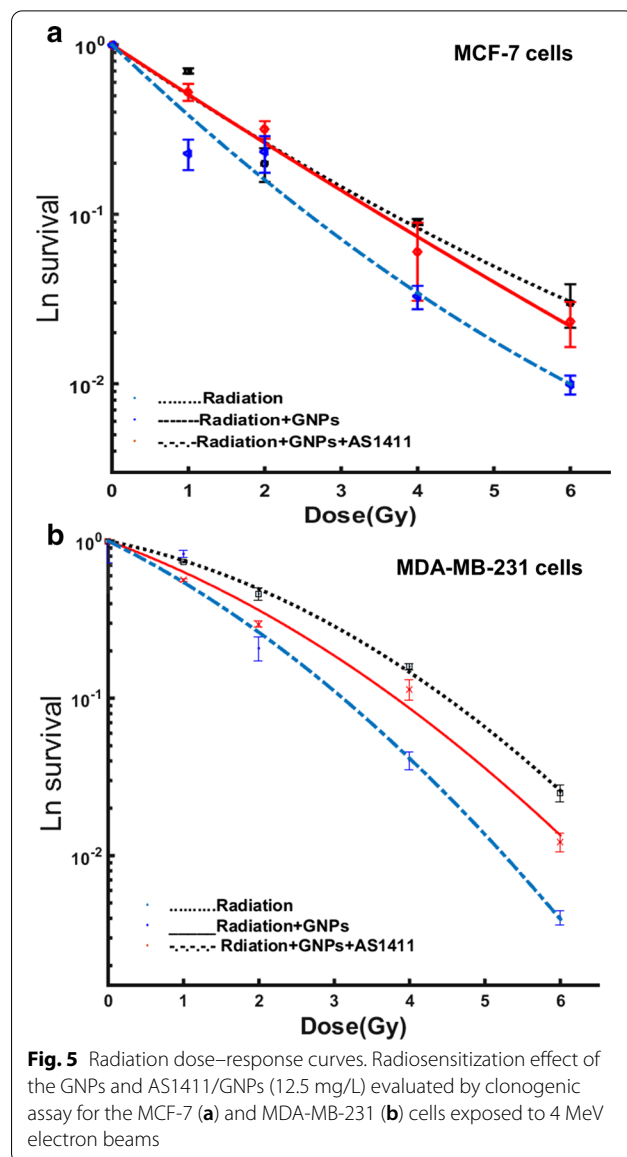 a
MCF-7 cells
10⁰
10⁻¹
10⁻²
Ln survival
.........Radiation
-------Radiation+GNPs
-.-.-.-Radiation+GNPs+AS1411
0 1 2 3 4 5 6
Dose(Gy)
b
MDA-MB-231 cells
10⁰
10⁻¹
10⁻²
Ln survival
.........Radiation
______Radiation+GNPs
-.-.-.- Rdiation+GNPs+AS1411
0 1 2 3 4 5 6
Dose(Gy)
Fig. 5 Radiation dose–response curves. Radiosensitization effect of
the GNPs and AS1411/GNPs (12.5 mg/L) evaluated by clonogenic
assay for the MCF-7 (a) and MDA-MB-231 (b) cells exposed to 4 MeV
electron beams